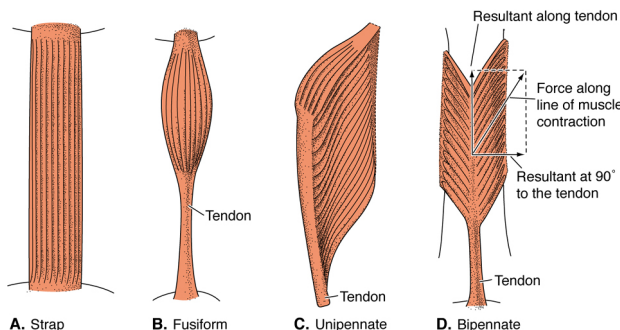 Resultant along tendon
Force along
line of muscle
contraction
Resultant at 90°
to the tendon
Tendon
Tendon
Tendon
A. Strap
B. Fusiform
C. Unipennate
D. Bipennate